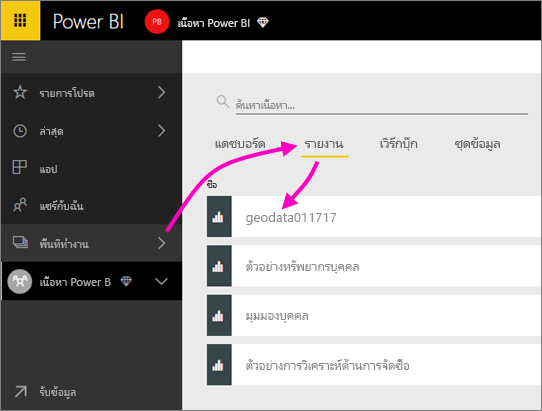 Power BI PB เนื้อหา Power BI
รายการโปรด
ล่าสุด
แอป
แชร์กับฉัน
พื้นที่ทำงาน
เนื้อหา Power B
รับข้อมูล
ค้นหาเนื้อหา...
แดชบอร์ด รายงาน เวิร์กบุ๊ก ชุดข้อมูล
ชื่อ
geodata011717
ตัวอย่างทรัพยากรบุคคล
มุมมองบุคคล
ตัวอย่างการวิเคราะห์ด้านการจัดซื้อ